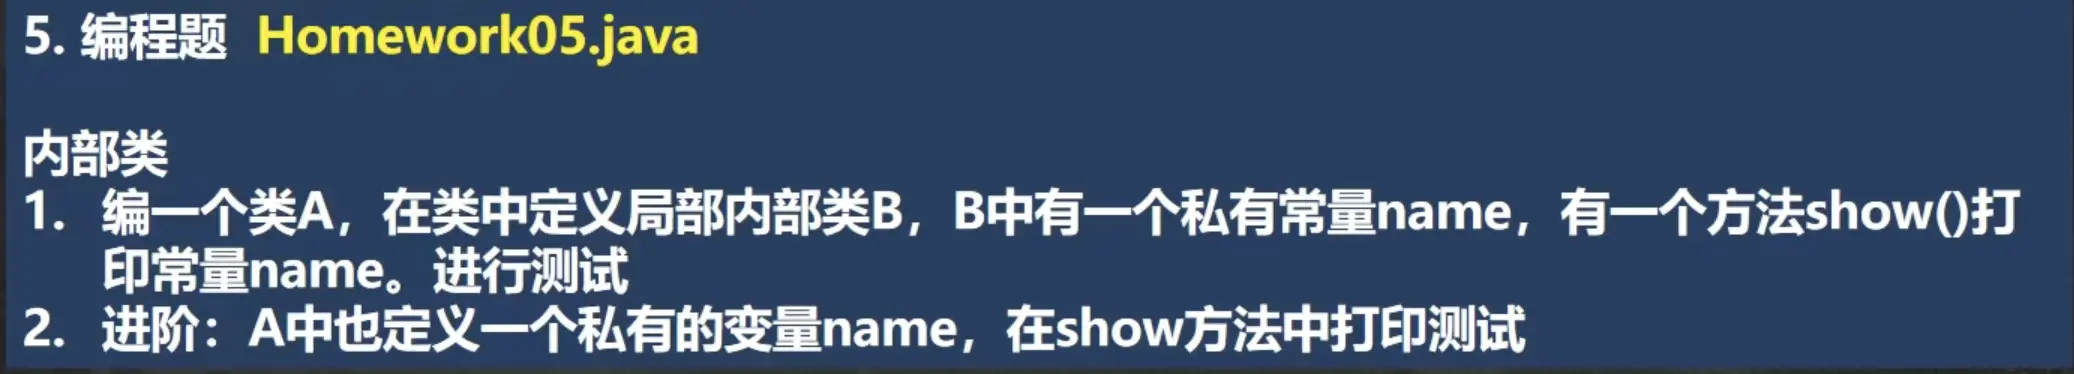 5. 编程题 Homework05.java
内部类
1. 编一个类A，在类中定义局部内部类B，B中有一个私有常量name，有一个方法show()打
印常量name。进行测试
2. 进阶：A中也定义一个私有的变量name，在show方法中打印测试